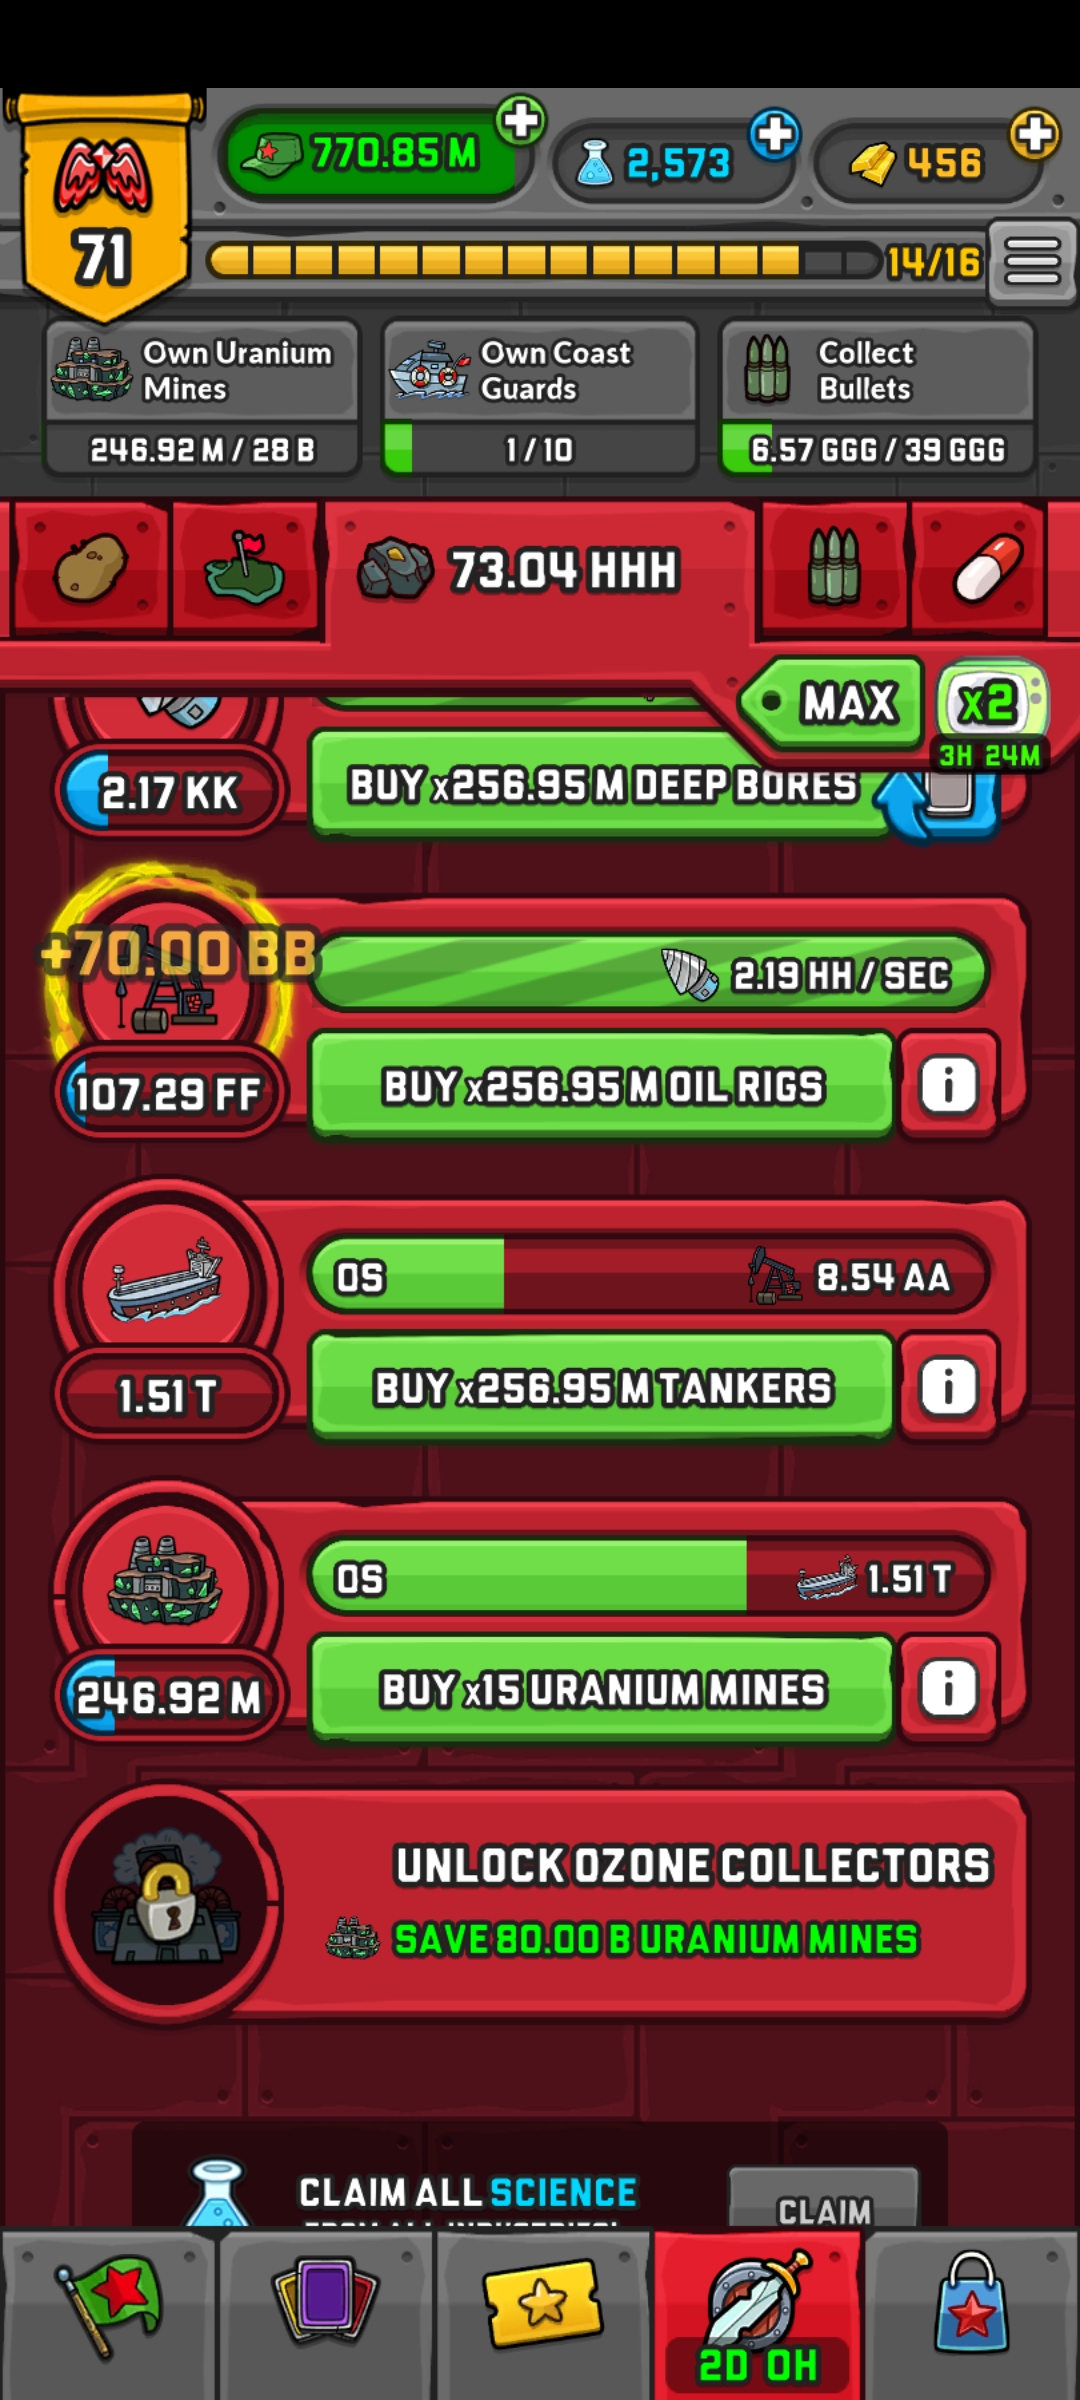 71
770.85 M
2,573
456
14/16
Own Uranium
Mines
246.92 M / 28 B
Own Coast
Guards
1/10
Collect
Bullets
6.57 GGG / 39 GGG
73.04 HHH
MAX
x2
3H 24M
2.17 KK
BUY x256.95 M DEEP BORES
+70.00 BB
2.19 HH / SEC
107.29 FF
BUY x256.95 M OIL RIGS
i
0S
8.54 AA
1.51 T
BUY x256.95 M TANKERS
i
0S
1.51 T
246.92 M
BUY x15 URANIUM MINES
i
UNLOCK OZONE COLLECTORS
SAVE 80.00 B URANIUM MINES
CLAIM ALL SCIENCE
CLAIM
2D 0H